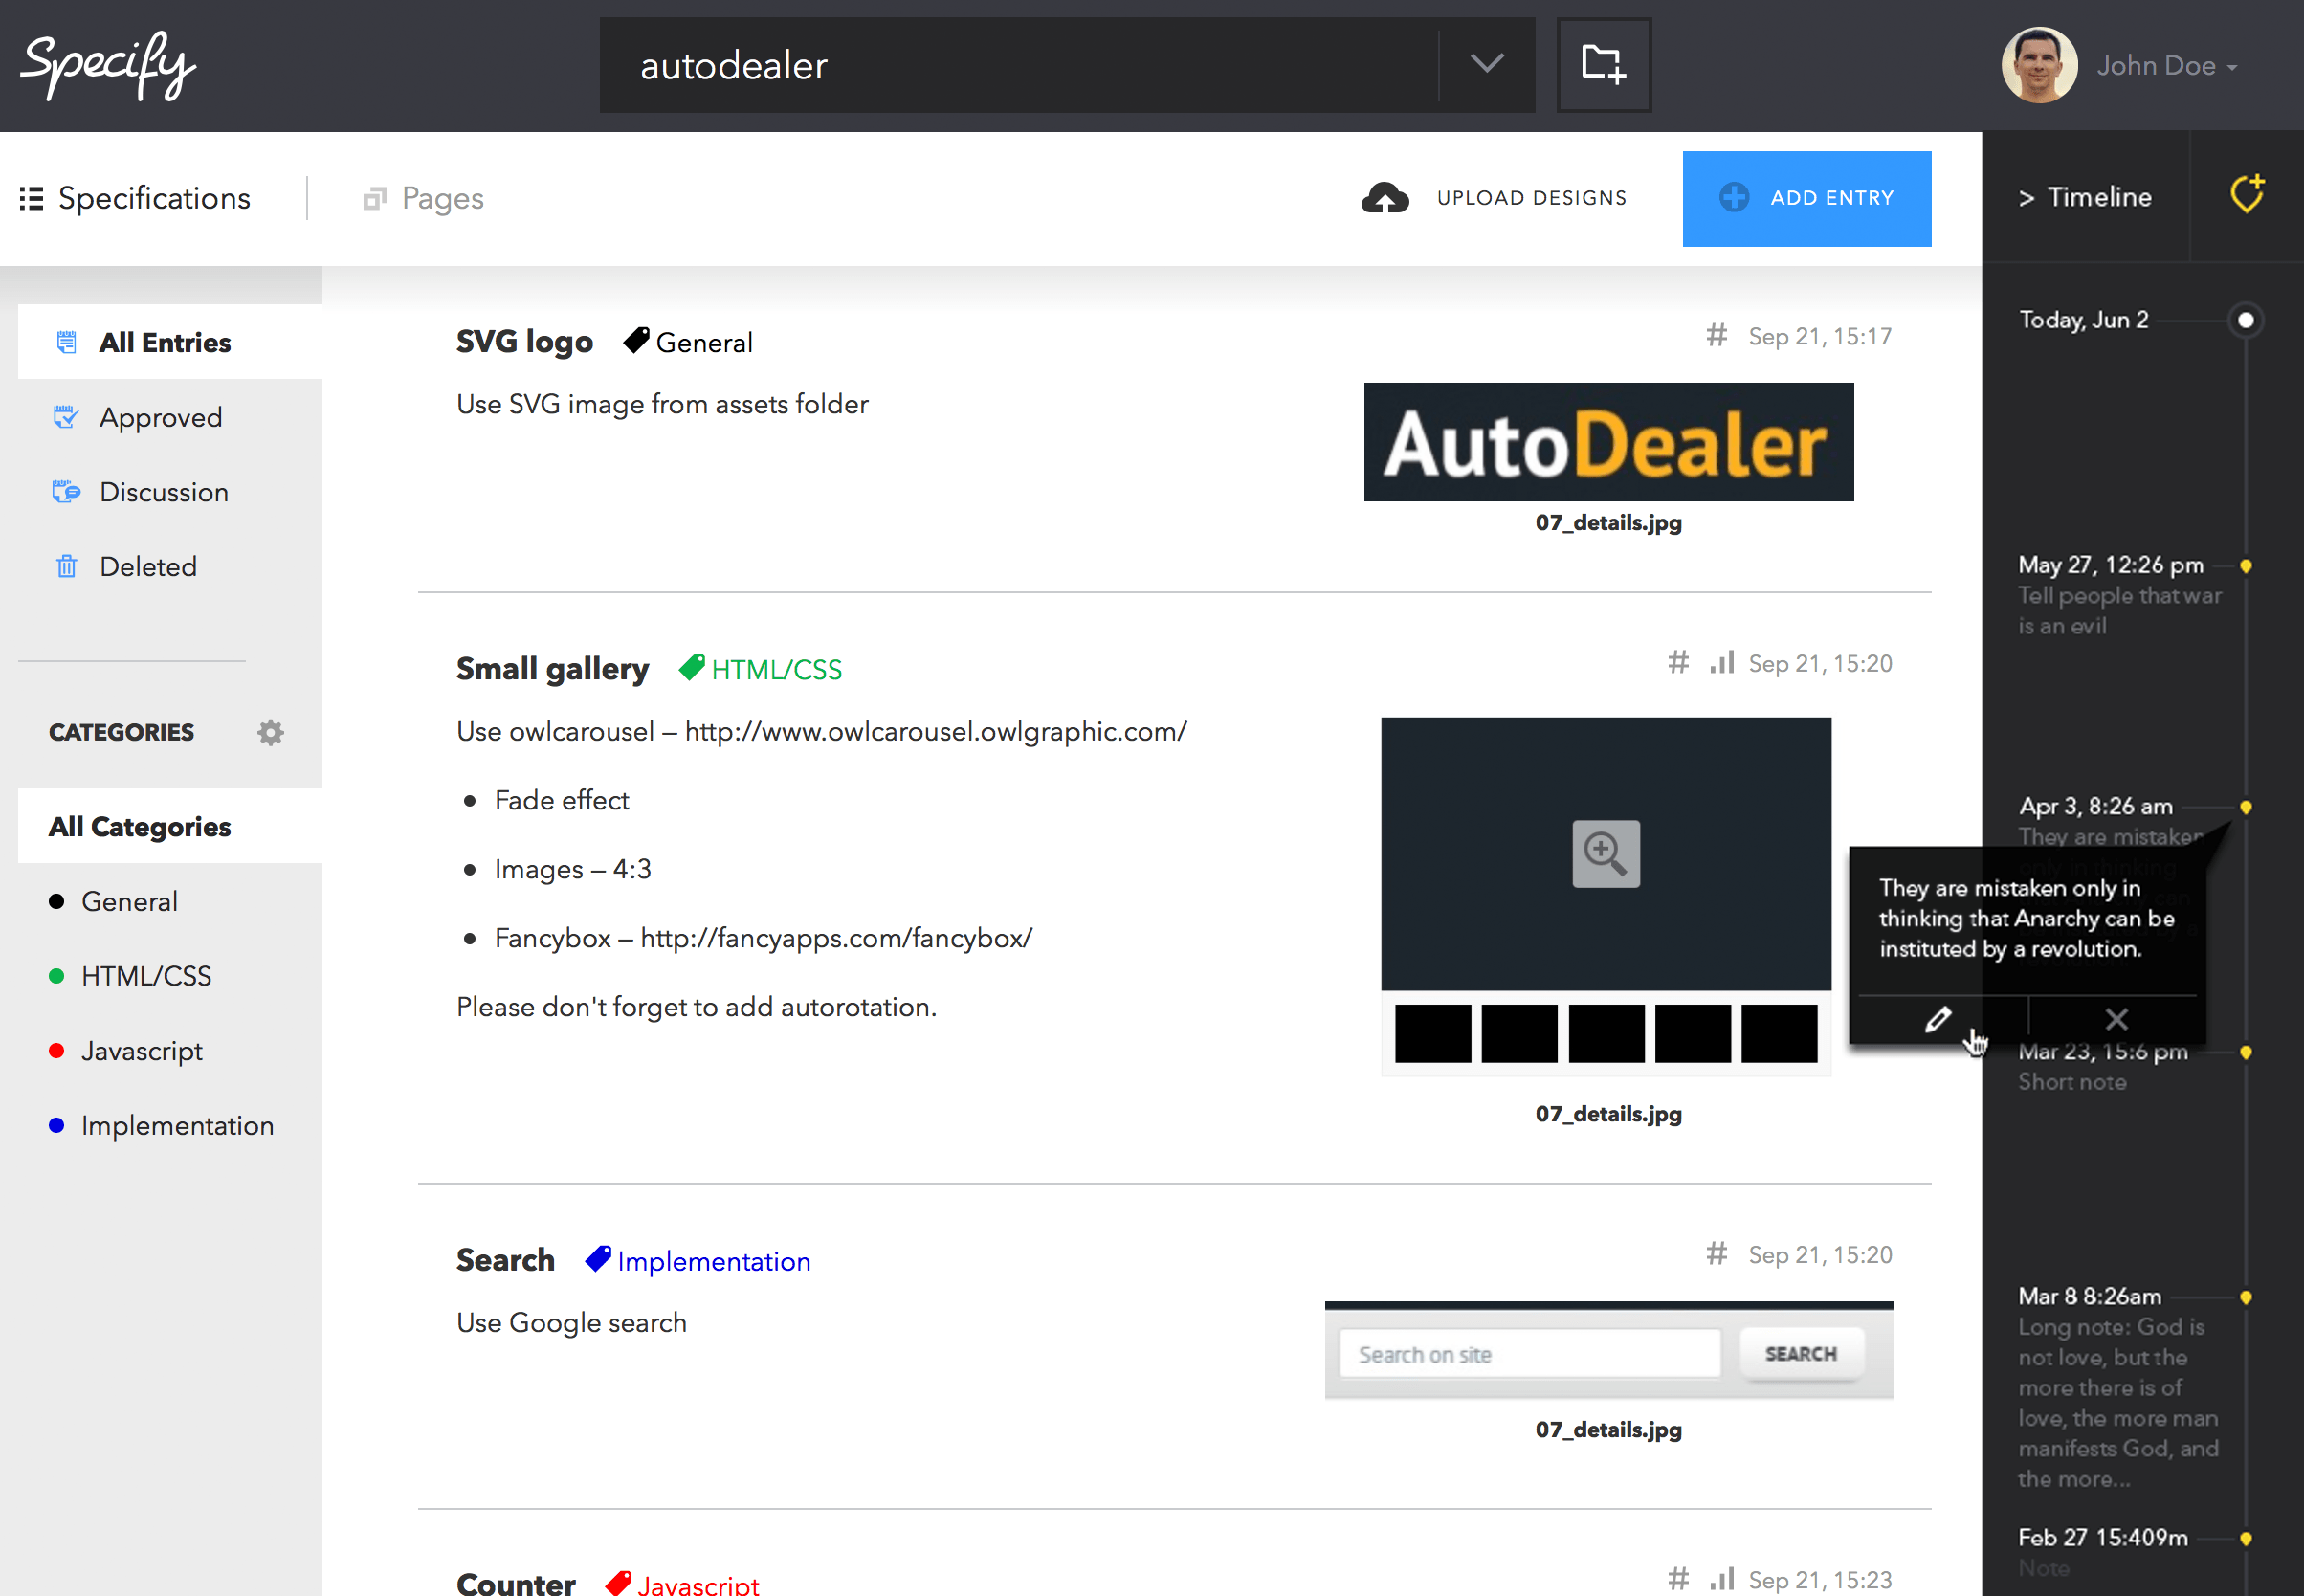 Specify
autodealer
John Doe
Specifications
Pages
UPLOAD DESIGNS
ADD ENTRY
> Timeline
All Entries
Approved
Discussion
Deleted
CATEGORIES
All Categories
General
HTML/CSS
Javascript
Implementation
SVG logo General
# Sep 21, 15:17
Use SVG image from assets folder
AutoDealer
07_details.jpg
Small gallery HTML/CSS
# Sep 21, 15:20
Use owlcarousel – http://www.owlcarousel.owlgraphic.com/
• Fade effect
• Images – 4:3
• Fancybox – http://fancyapps.com/fancybox/
Please don't forget to add autorotation.
07_details.jpg
Search Implementation
# Sep 21, 15:20
Use Google search
Search on site
SEARCH
07_details.jpg
Counter Javascript
# Sep 21, 15:23
Today, Jun 2
May 27, 12:26 pm
Tell people that war
is an evil
Apr 3, 8:26 am
They are mistaken
only in thinking
They are mistaken only in
thinking that Anarchy can be
instituted by a revolution.
Mar 23, 15:6 pm
Short note
Mar 8 8:26am
Long note: God is
not love, but the
more there is of
love, the more man
manifests God, and
the more...
Feb 27 15:409m
Note